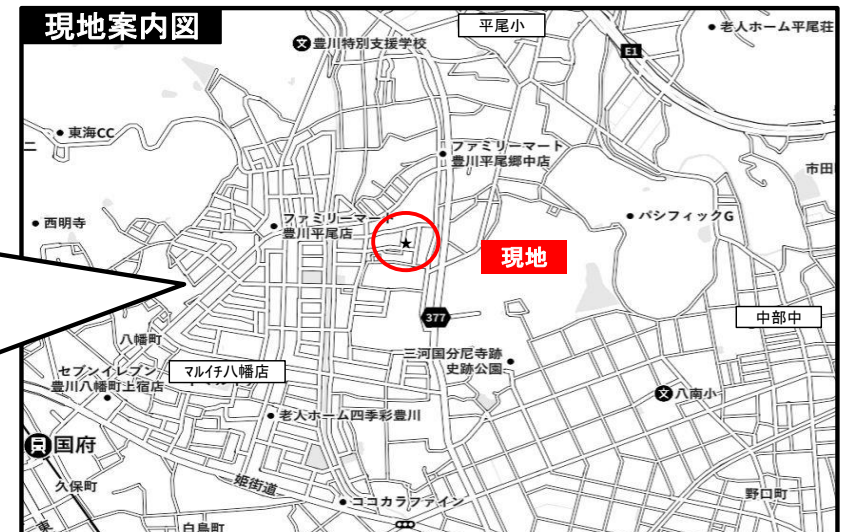 現地案内図
平尾小
老人ホーム平尾荘
豊川特別支援学校
文
E1
東海CC
二
ファミリーマート
豊川平尾郷中店
市田
西明寺
ファミリーマート
豊川平尾店
パシフィックG
現地
377
中部中
八幡町
三河国分尼寺跡
史跡公園
セブンイレブン
豊川八幡町上宿店
マルイチ八幡店
文
八南小
老人ホーム四季彩豊川
国府
久保町
姫街道
ココカラファイン
野口町
白鳥町
東